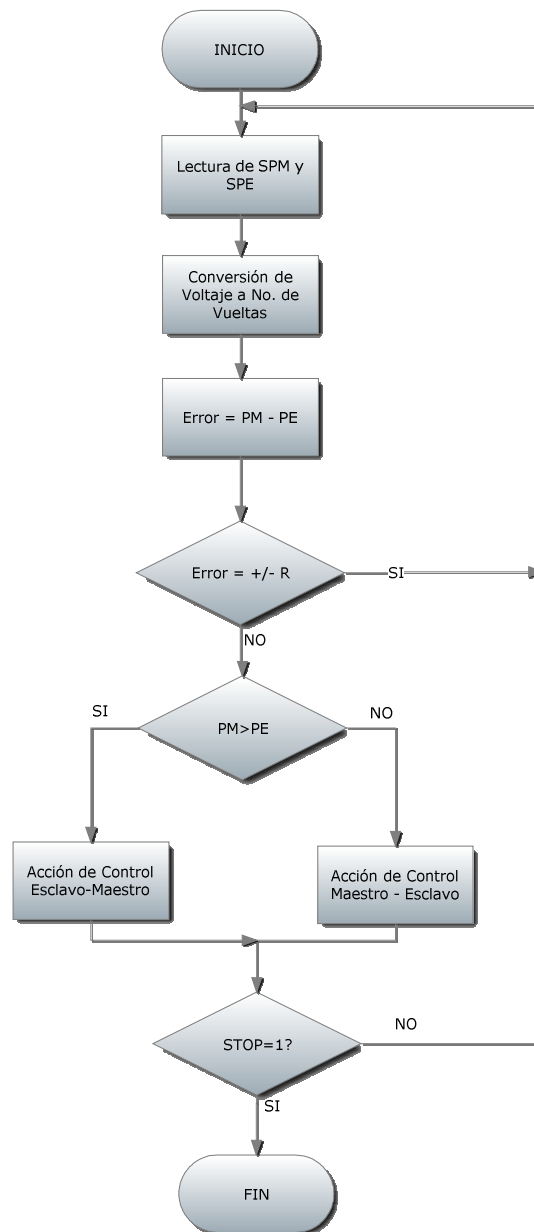 INICIO
Lectura de SPM y
SPE
Conversión de
Voltaje a No. de
Vueltas
Error = PM - PE
Error = +/- R
SI
NO
PM>PE
SI
NO
Acción de Control
Esclavo-Maestro
Acción de Control
Maestro - Esclavo
STOP=1?
NO
SI
FIN